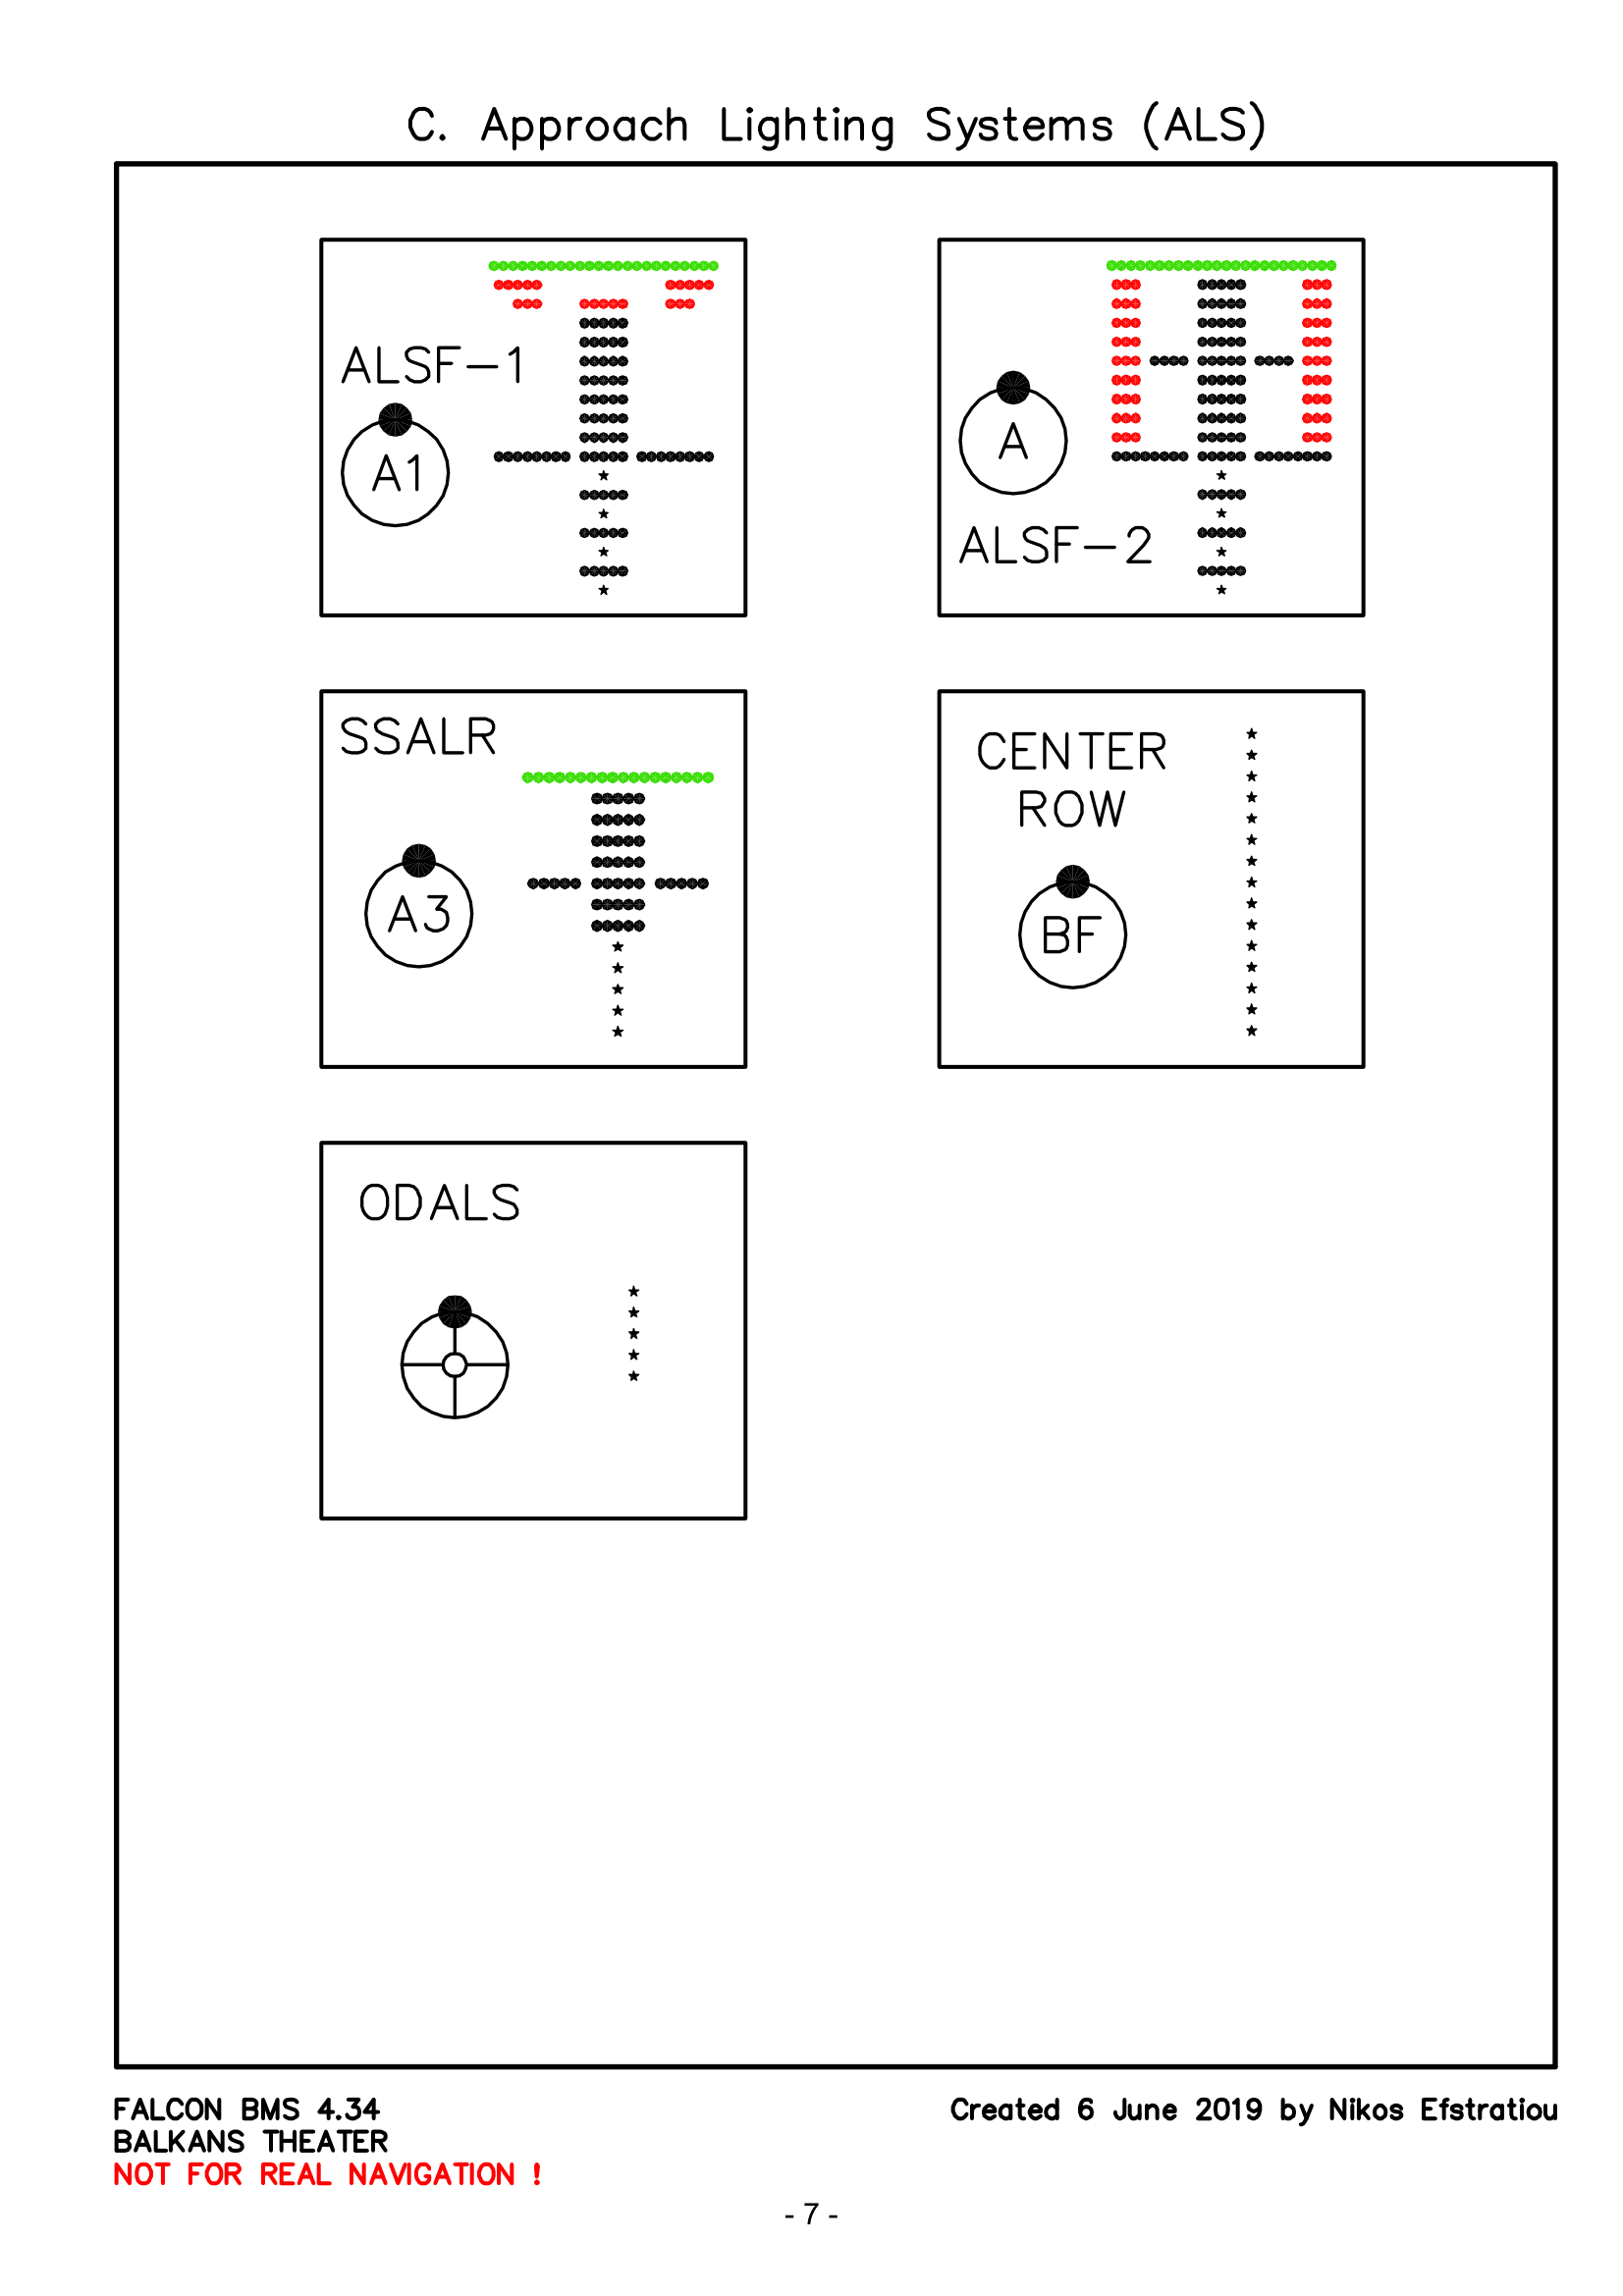 C. Approach Lighting Systems (ALS)
ALSF-1
A1
A
ALSF-2
SSALR
A3
CENTER
ROW
BF
ODALS
FALCON BMS 4.34
BALKANS THEATER
NOT FOR REAL NAVIGATION !
Created 6 June 2019 by Nikos Efstratiou
- 7 -